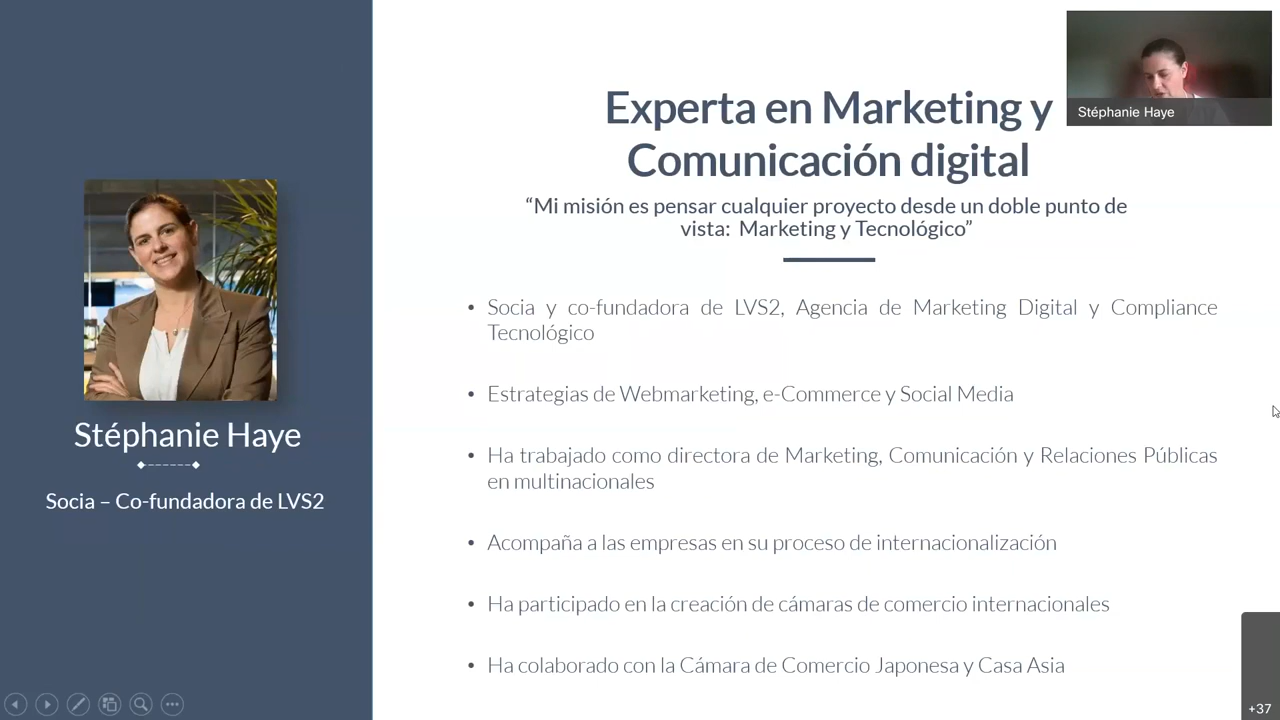 Stéphanie Haye
Socia – Co-fundadora de LVS2
Experta en Marketing y
Comunicación digital
“Mi misión es pensar cualquier proyecto desde un doble punto de
vista: Marketing y Tecnológico”
• Socia y co-fundadora de LVS2, Agencia de Marketing Digital y Compliance
Tecnológico
• Estrategias de Webmarketing, e-Commerce y Social Media
• Ha trabajado como directora de Marketing, Comunicación y Relaciones Públicas
en multinacionales
• Acompaña a las empresas en su proceso de internacionalización
• Ha participado en la creación de cámaras de comercio internacionales
• Ha colaborado con la Cámara de Comercio Japonesa y Casa Asia
Stéphanie Haye
+37